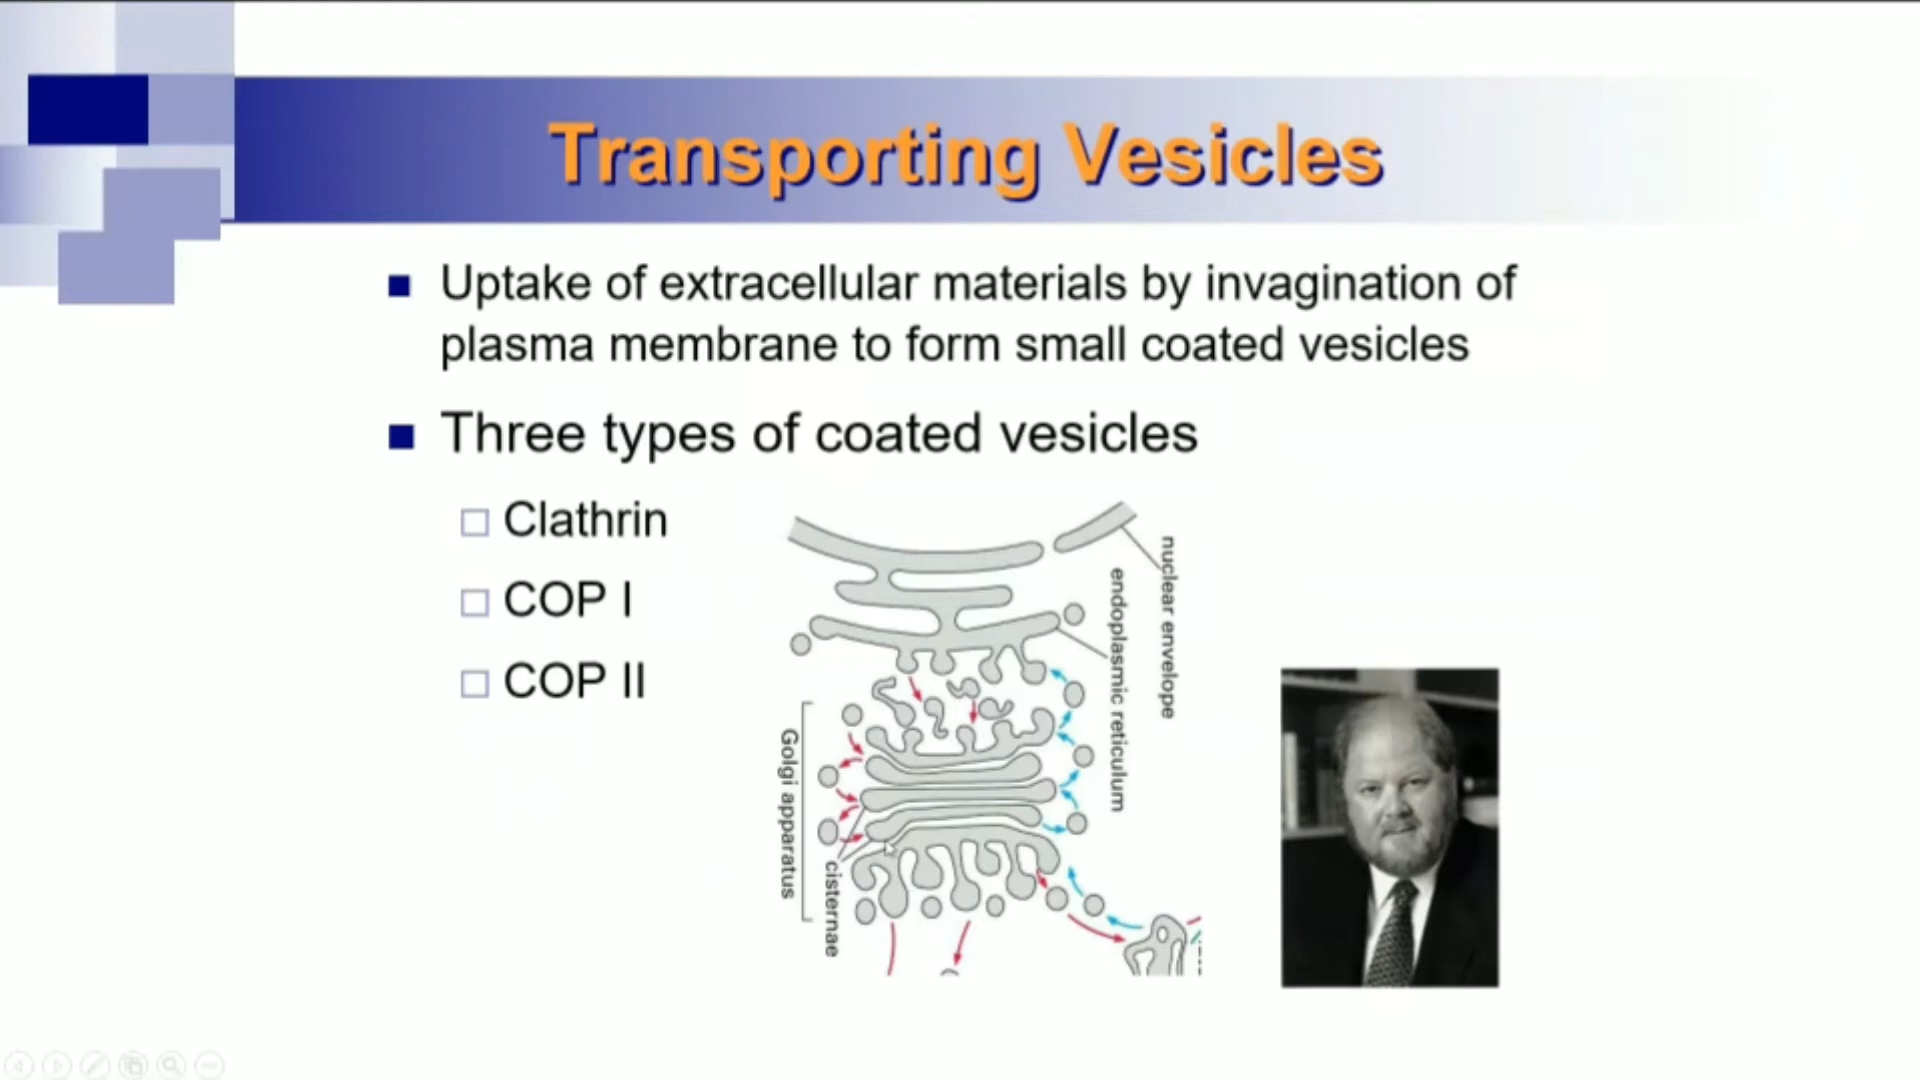 Transporting Vesicles
Uptake of extracellular materials by invagination of
plasma membrane to form small coated vesicles
Three types of coated vesicles
Clathrin
COP I
COP II
nuclear envelope
endoplasmic reticulum
Golgi apparatus
cisternae